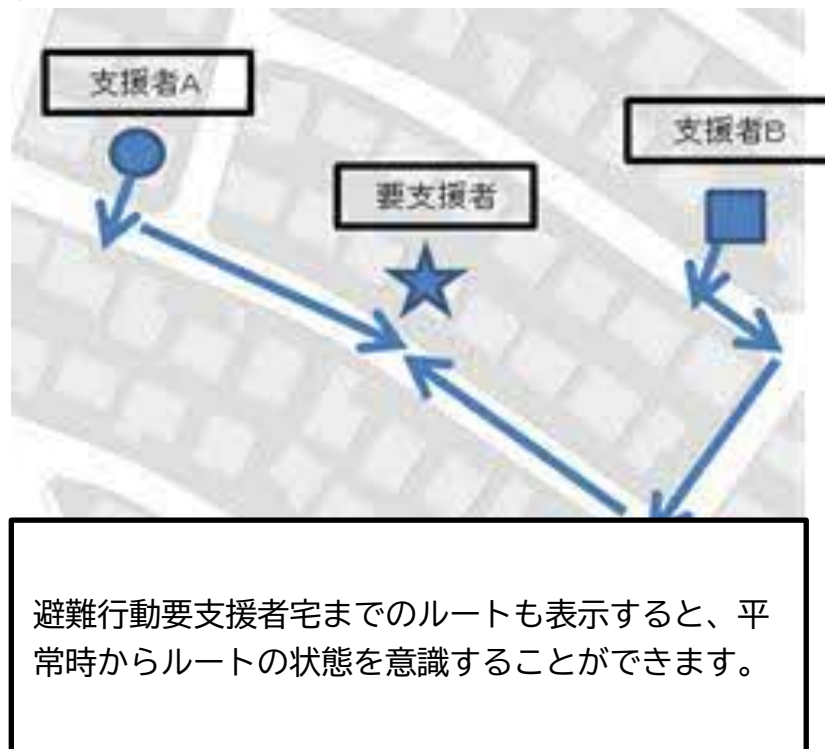 支援者A
支援者B
要支援者
避難行動要支援者宅までのルートも表示すると、平
常時からルートの状態を意識することができます。